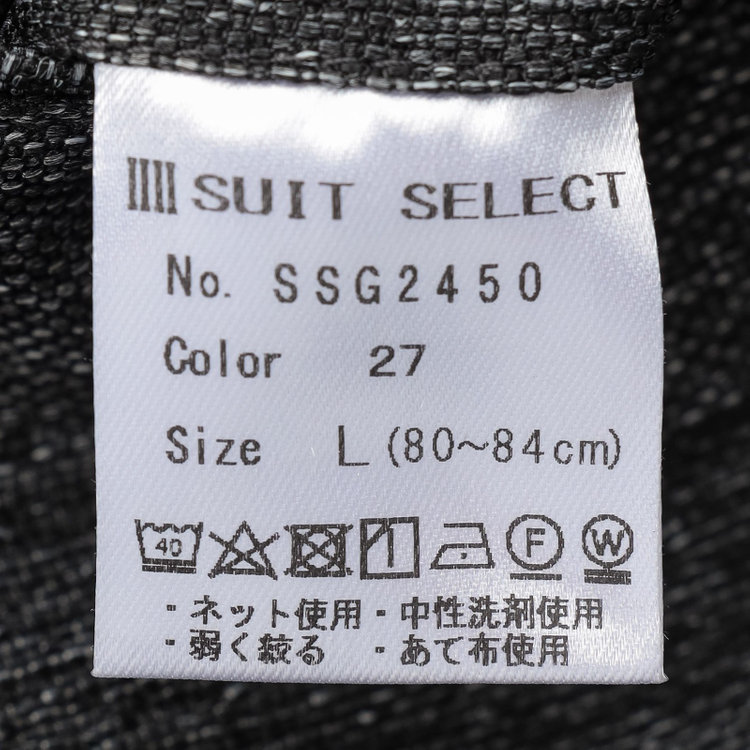 SUIT SELECT
No. SSG2450
Color 27
Size L (80~84cm)
40 F W
・ネット使用・中性洗剤使用
・弱く絞る ・あて布使用